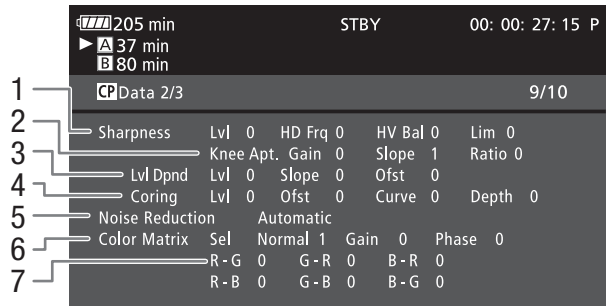 205 min STBY 00: 00: 27: 15 P
A 37 min
B 80 min
CP Data 2/3 9/10
1 Sharpness Lvl 0 HD Frq 0 HV Bal 0 Lim 0
2 Knee Apt. Gain 0 Slope 1 Ratio 0
3 Lvl Dpnd Lvl 0 Slope 0 Ofst 0
4 Coring Lvl 0 Ofst 0 Curve 0 Depth 0
5 Noise Reduction Automatic
6 Color Matrix Sel Normal 1 Gain 0 Phase 0
7 R - G 0 G - R 0 B - R 0
R - B 0 G - B 0 B - G 0